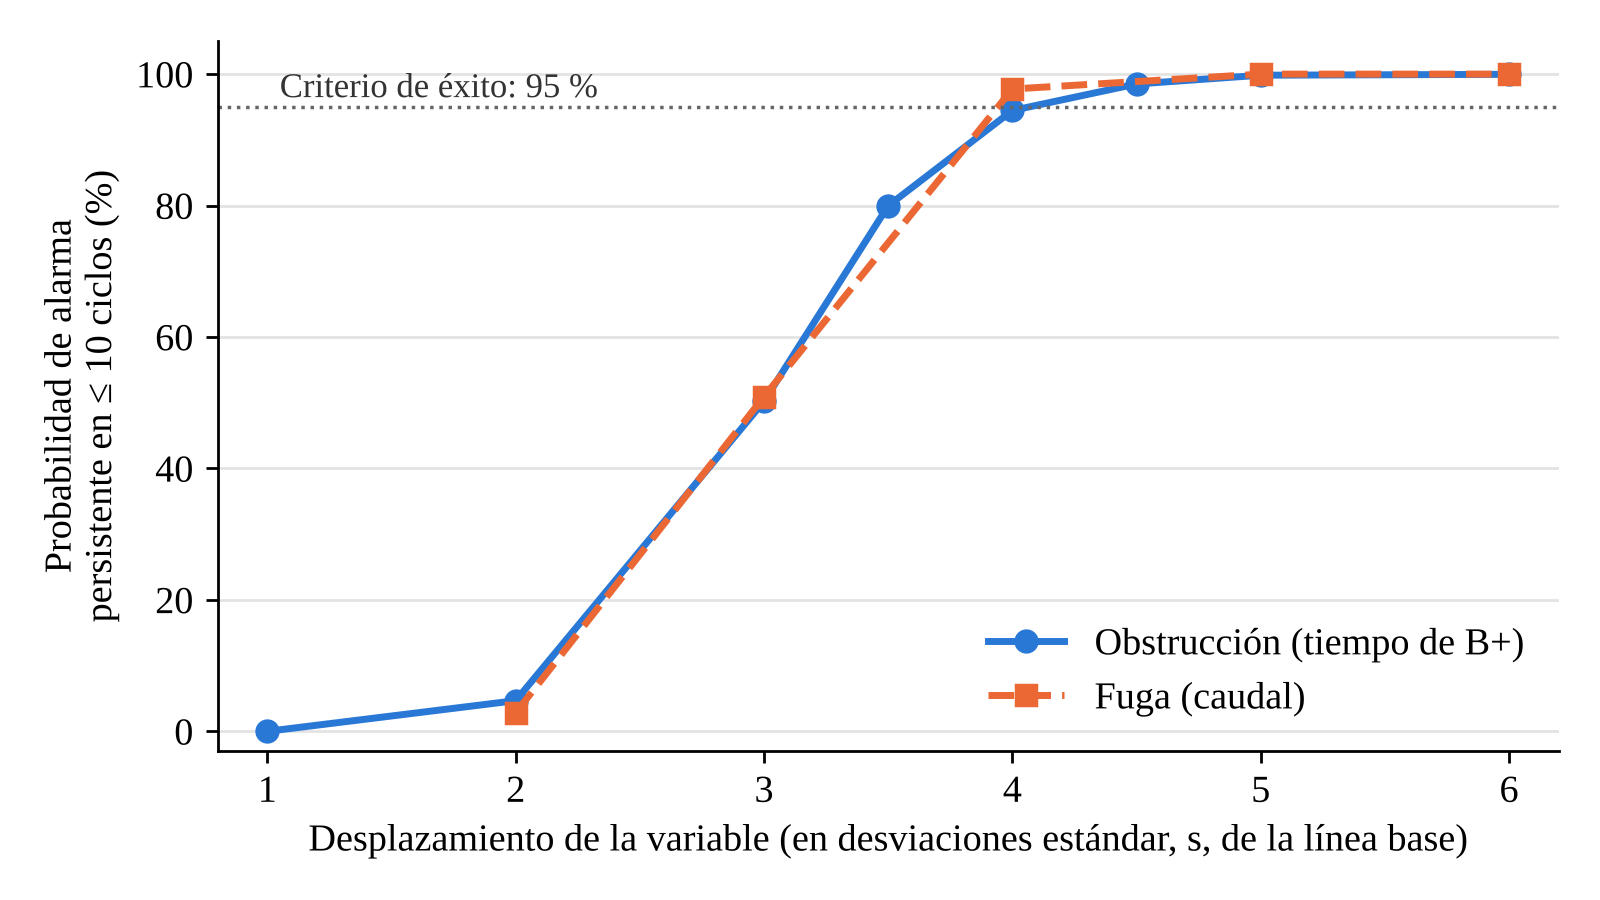 Criterio de éxito: 95 %
Probabilidad de alarma
persistente en ≤ 10 ciclos (%)
100
80
60
40
20
0
Obstrucción (tiempo de B+)
Fuga (caudal)
1 2 3 4 5 6
Desplazamiento de la variable (en desviaciones estándar, s, de la línea base)